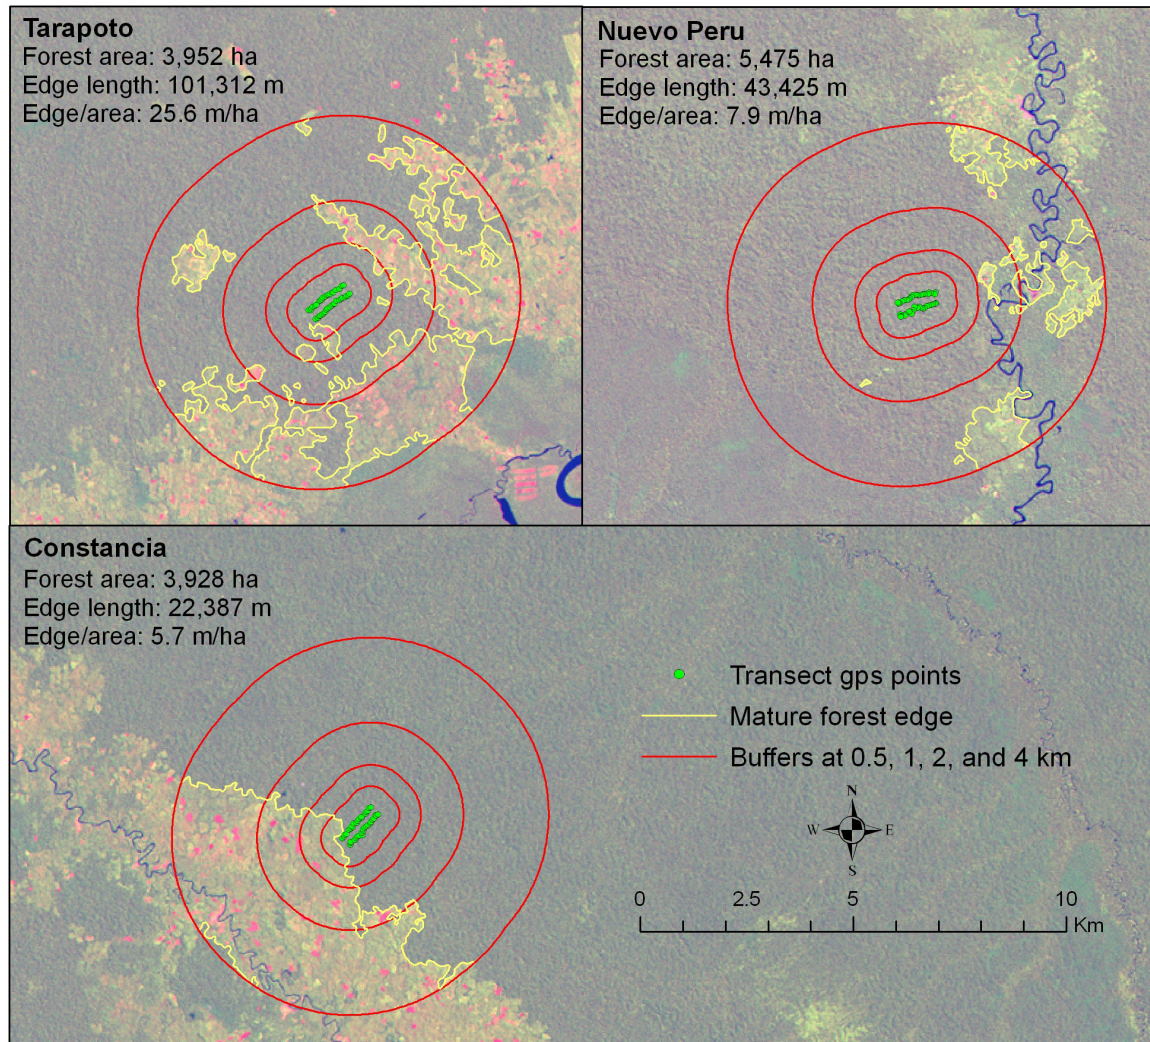 Tarapoto
Forest area: 3,952 ha
Edge length: 101,312 m
Edge/area: 25.6 m/ha
Nuevo Peru
Forest area: 5,475 ha
Edge length: 43,425 m
Edge/area: 7.9 m/ha
Constancia
Forest area: 3,928 ha
Edge length: 22,387 m
Edge/area: 5.7 m/ha
Transect gps points
Mature forest edge
Buffers at 0.5, 1, 2, and 4 km
N
W E
S
0 2.5 5 10
Km